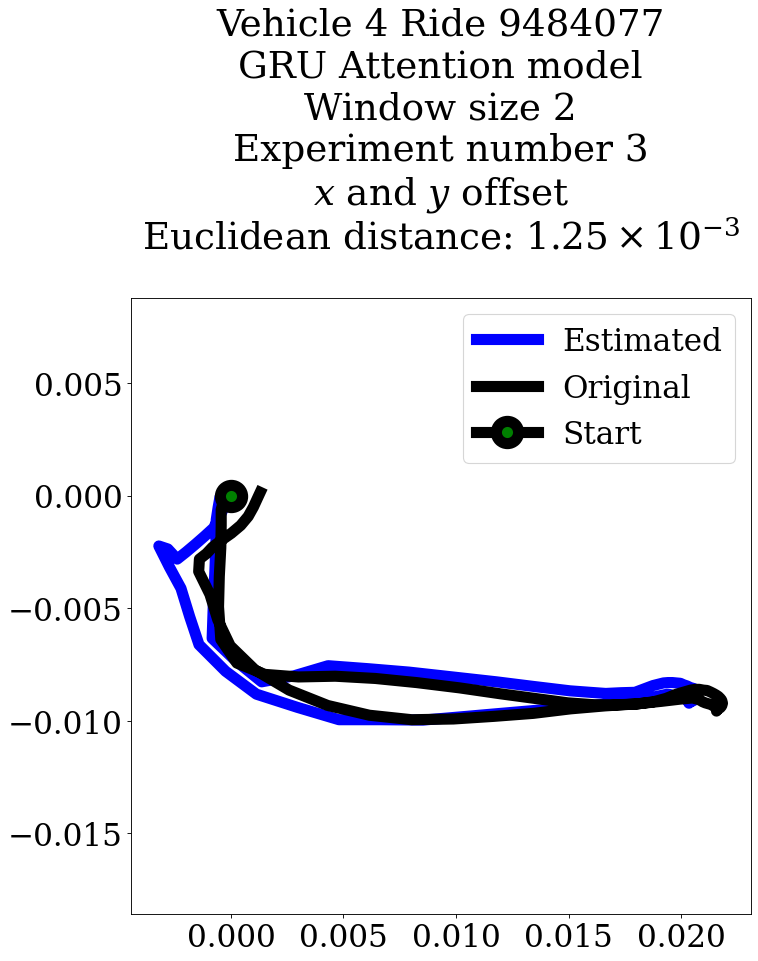 Vehicle 4 Ride 9484077
GRU Attention model
Window size 2
Experiment number 3
x and y offset
Euclidean distance: 1.25 × 10⁻³
Estimated
Original
Start
0.005
0.000
−0.005
−0.010
−0.015
0.000 0.005 0.010 0.015 0.020